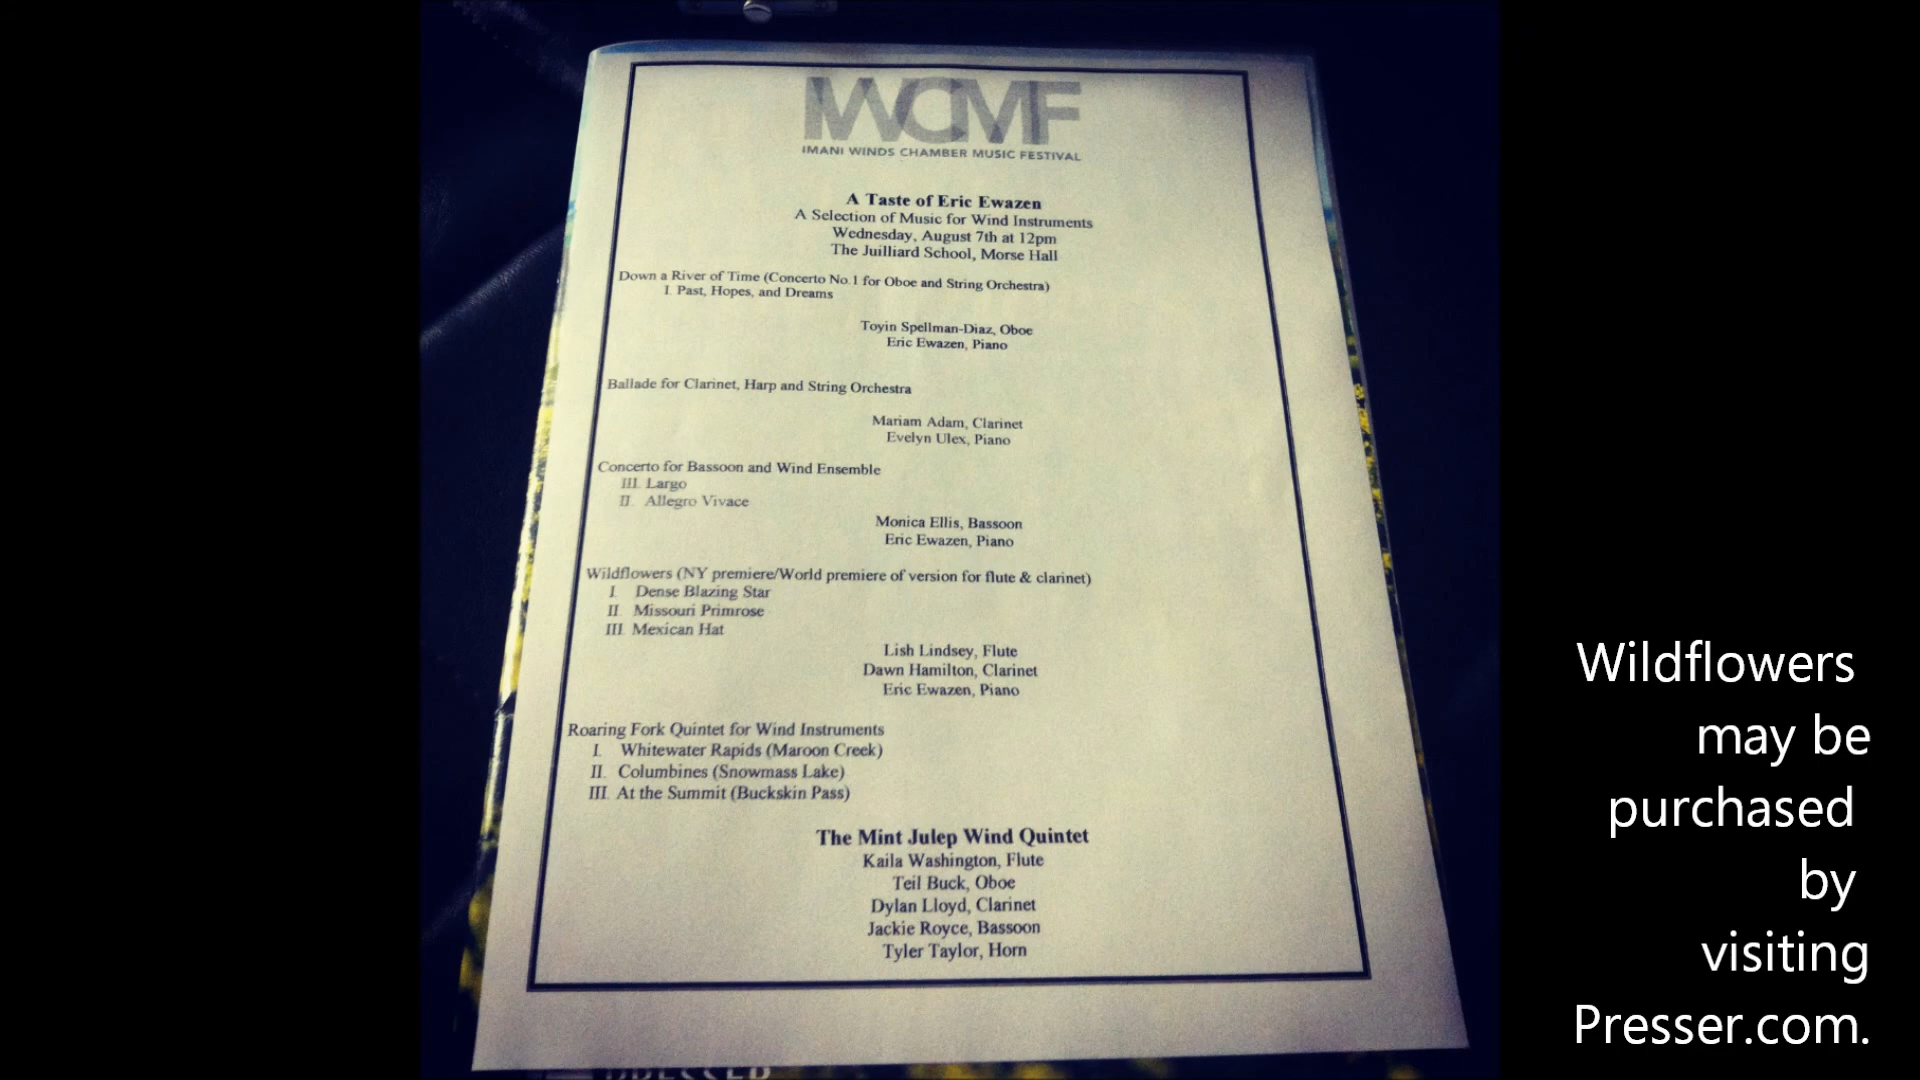 IWCMF
IMANI WINDS CHAMBER MUSIC FESTIVAL
A Taste of Eric Ewazen
A Selection of Music for Wind Instruments
Wednesday, August 7th at 12pm
The Juilliard School, Morse Hall
Down a River of Time (Concerto No.1 for Oboe and String Orchestra)
I. Past, Hopes, and Dreams
Toyin Spellman-Diaz, Oboe
Eric Ewazen, Piano
Ballade for Clarinet, Harp and String Orchestra
Mariam Adam, Clarinet
Evelyn Ulex, Piano
Concerto for Bassoon and Wind Ensemble
III. Largo
II. Allegro Vivace
Monica Ellis, Bassoon
Eric Ewazen, Piano
Wildflowers (NY premiere/World premiere of version for flute & clarinet)
I. Dense Blazing Star
II. Missouri Primrose
III. Mexican Hat
Lish Lindsey, Flute
Dawn Hamilton, Clarinet
Eric Ewazen, Piano
Roaring Fork Quintet for Wind Instruments
I. Whitewater Rapids (Maroon Creek)
II. Columbines (Snowmass Lake)
III. At the Summit (Buckskin Pass)
The Mint Julep Wind Quintet
Kaila Washington, Flute
Teil Buck, Oboe
Dylan Lloyd, Clarinet
Jackie Royce, Bassoon
Tyler Taylor, Horn
PRESSER
Wildflowers
may be
purchased
by
visiting
Presser.com.